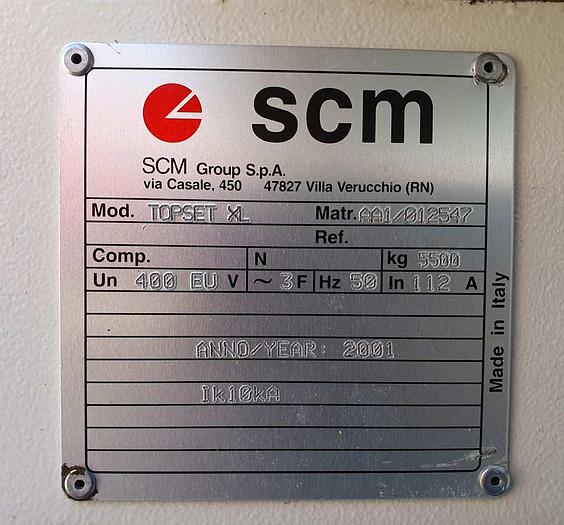 scm
SCM Group S.p.A.
via Casale, 450 47827 Villa Verucchio (RN)
Mod. TOPSET XL Matr. AA1/012547
Ref.
Comp. N kg 5500
Un 400 EU V ~ 3 F Hz 50 In 112 A
ANNO/YEAR: 2001
Ik10kA
Made in Italy